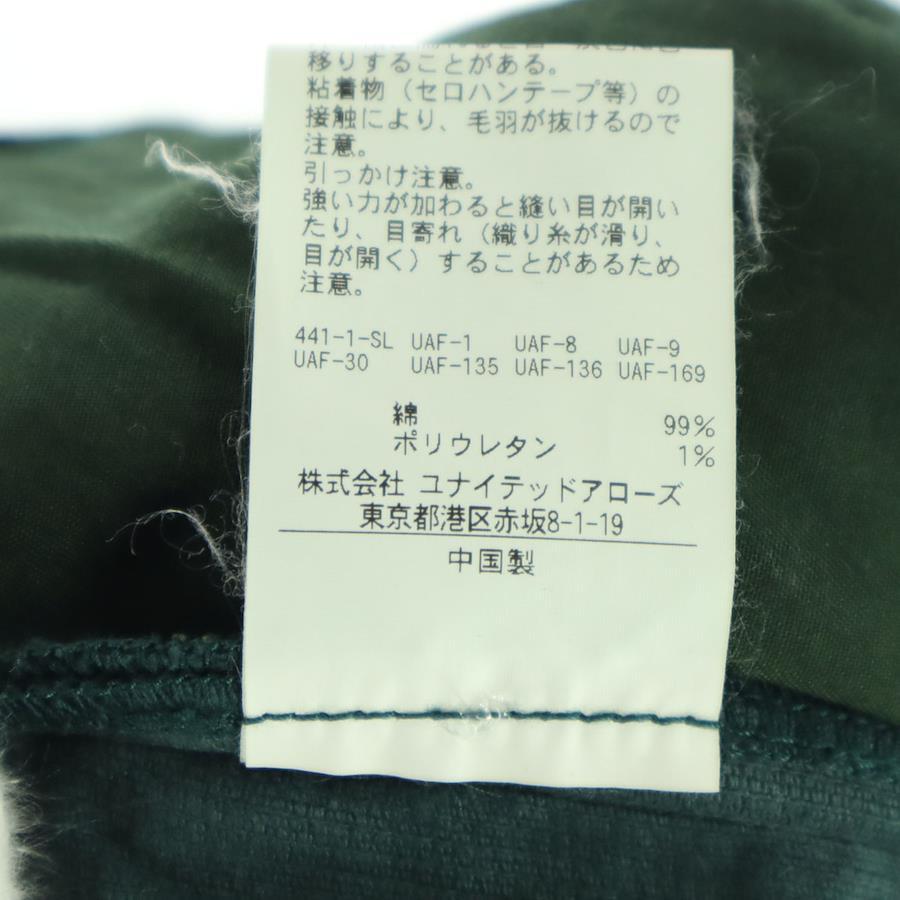 移りすることがある。
粘着物（セロハンテープ等）の
接触により、毛羽が抜けるので
注意。
引っかけ注意。
強い力が加わると縫い目が開い
たり、目寄れ（織り糸が滑り、
目が開く）することがあるため
注意。
441-1-SL UAF-1 UAF-8 UAF-9
UAF-30 UAF-135 UAF-136 UAF-169
綿 99%
ポリウレタン 1%
株式会社 ユナイテッドアローズ
東京都港区赤坂8-1-19
中国製